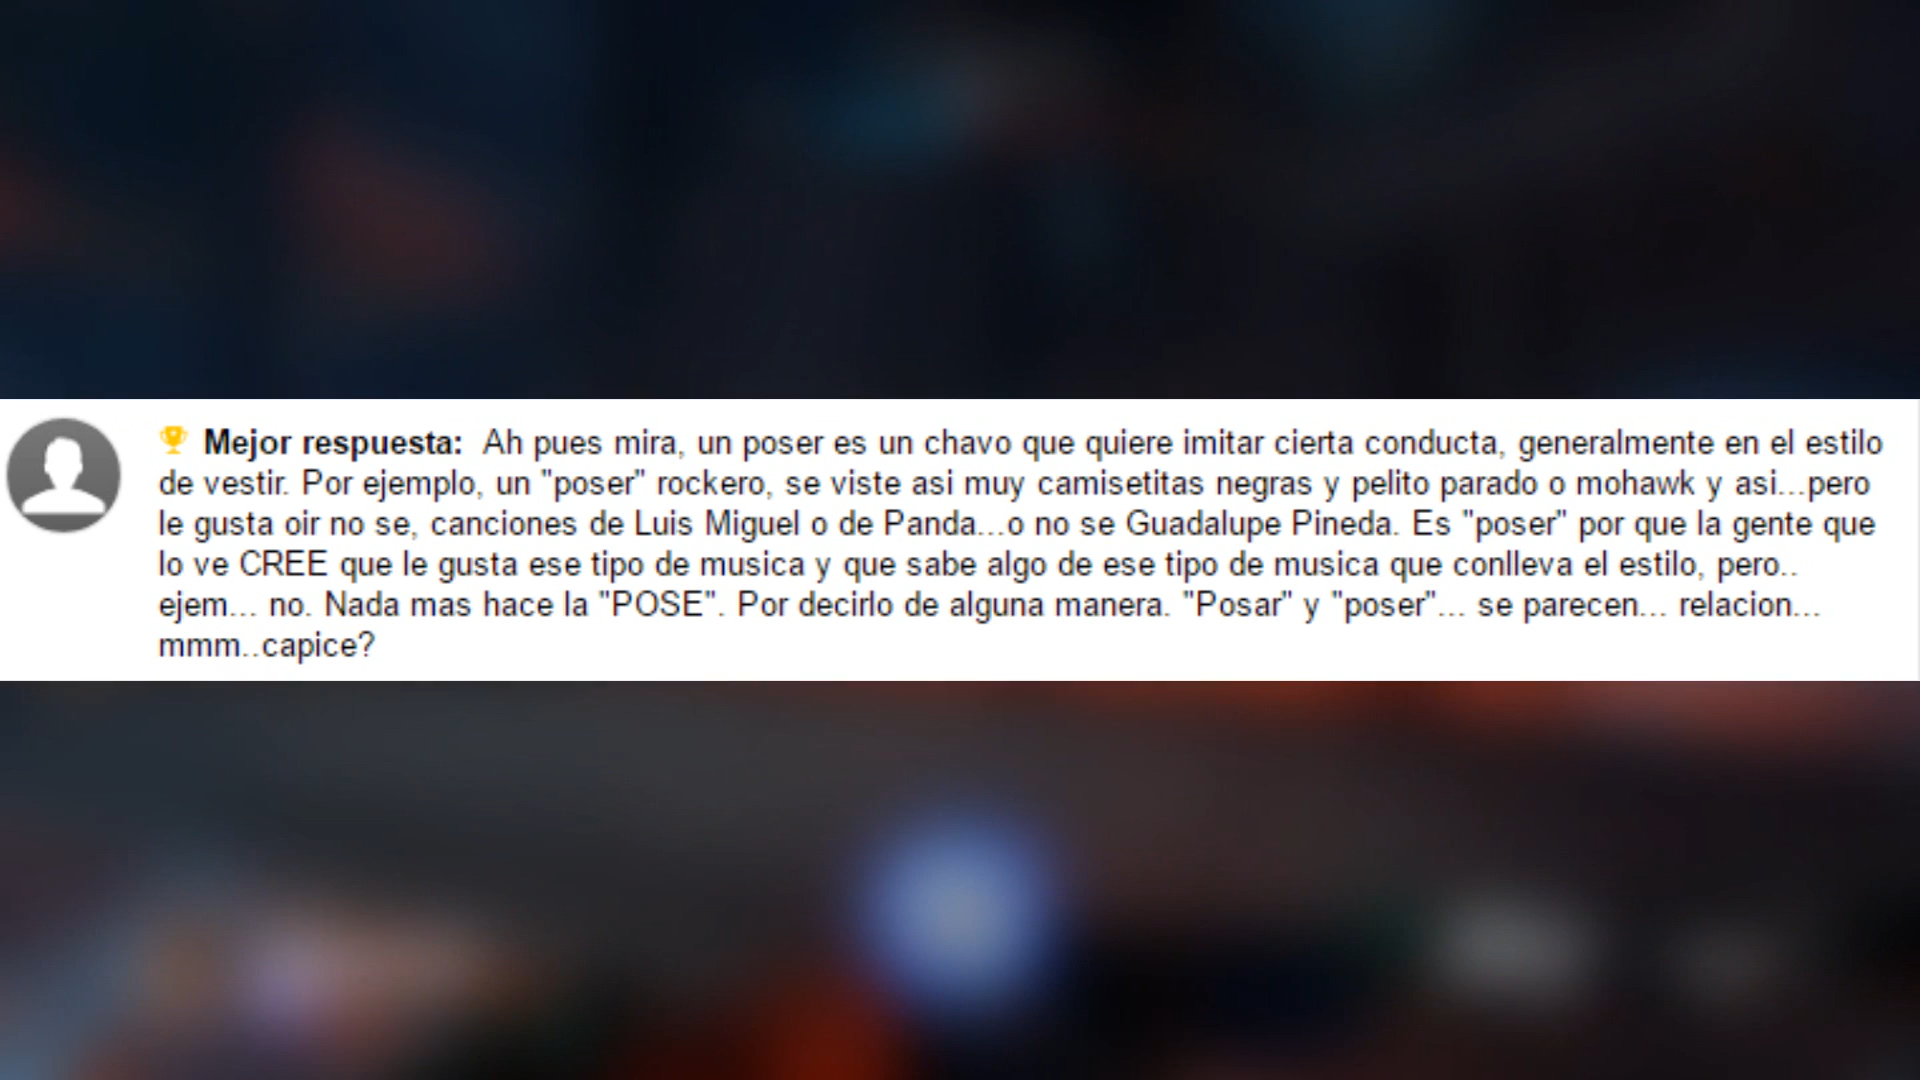 Mejor respuesta: Ah pues mira, un poser es un chavo que quiere imitar cierta conducta, generalmente en el estilo
de vestir. Por ejemplo, un "poser" rockero, se viste asi muy camisetitas negras y pelito parado o mohawk y asi...pero
le gusta oir no se, canciones de Luis Miguel o de Panda...o no se Guadalupe Pineda. Es "poser" por que la gente que
lo ve CREE que le gusta ese tipo de musica y que sabe algo de ese tipo de musica que conlleva el estilo, pero..
ejem... no. Nada mas hace la "POSE". Por decirlo de alguna manera. "Posar" y "poser"... se parecen... relacion...
mmm..capice?